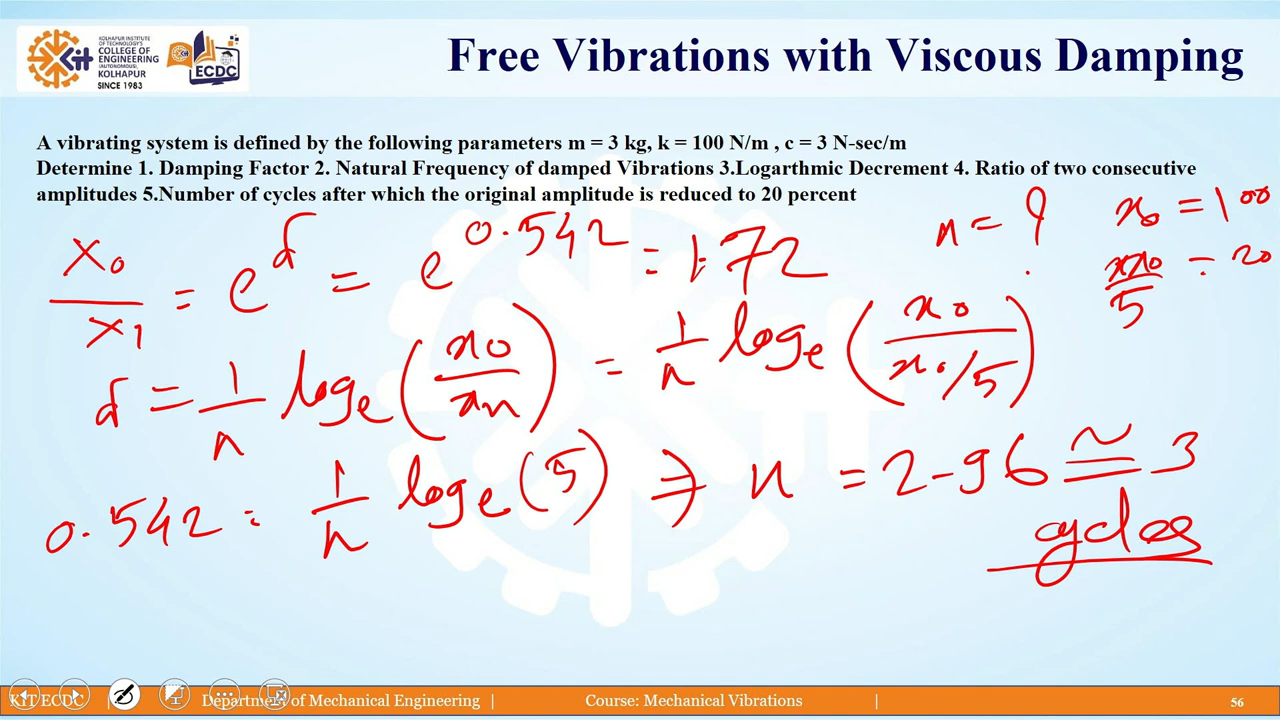 KOLHAPUR INSTITUTE
OF TECHNOLOGY'S
COLLEGE OF
ENGINEERING
(AUTONOMOUS),
KOLHAPUR
SINCE 1983
KiT
ECDC
Free Vibrations with Viscous Damping
A vibrating system is defined by the following parameters m = 3 kg, k = 100 N/m , c = 3 N-sec/m
Determine 1. Damping Factor 2. Natural Frequency of damped Vibrations 3.Logarthmic Decrement 4. Ratio of two consecutive
amplitudes 5.Number of cycles after which the original amplitude is reduced to 20 percent
n = ? x0 = 100
x0/5 = 20
X0/X1 = e^δ = e^0.542 = 1.72
δ = 1/n loge (x0/xn) = 1/n loge (x0/x0/5)
0.542 = 1/n loge (5) ⇒ n = 2-96 ≅ 3
cycles
KIT ECDC | Department of Mechanical Engineering | Course: Mechanical Vibrations | 56